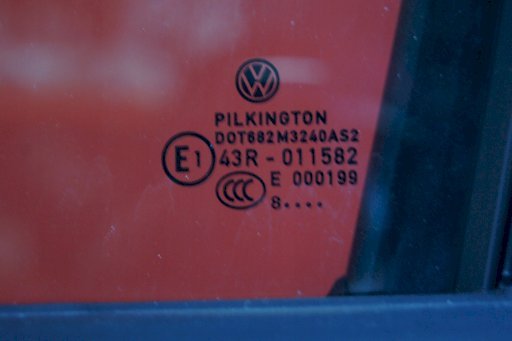 VW
PILKINGTON
DOT682M3240AS2
E1 43R - 011582
CCC E 000199
8....